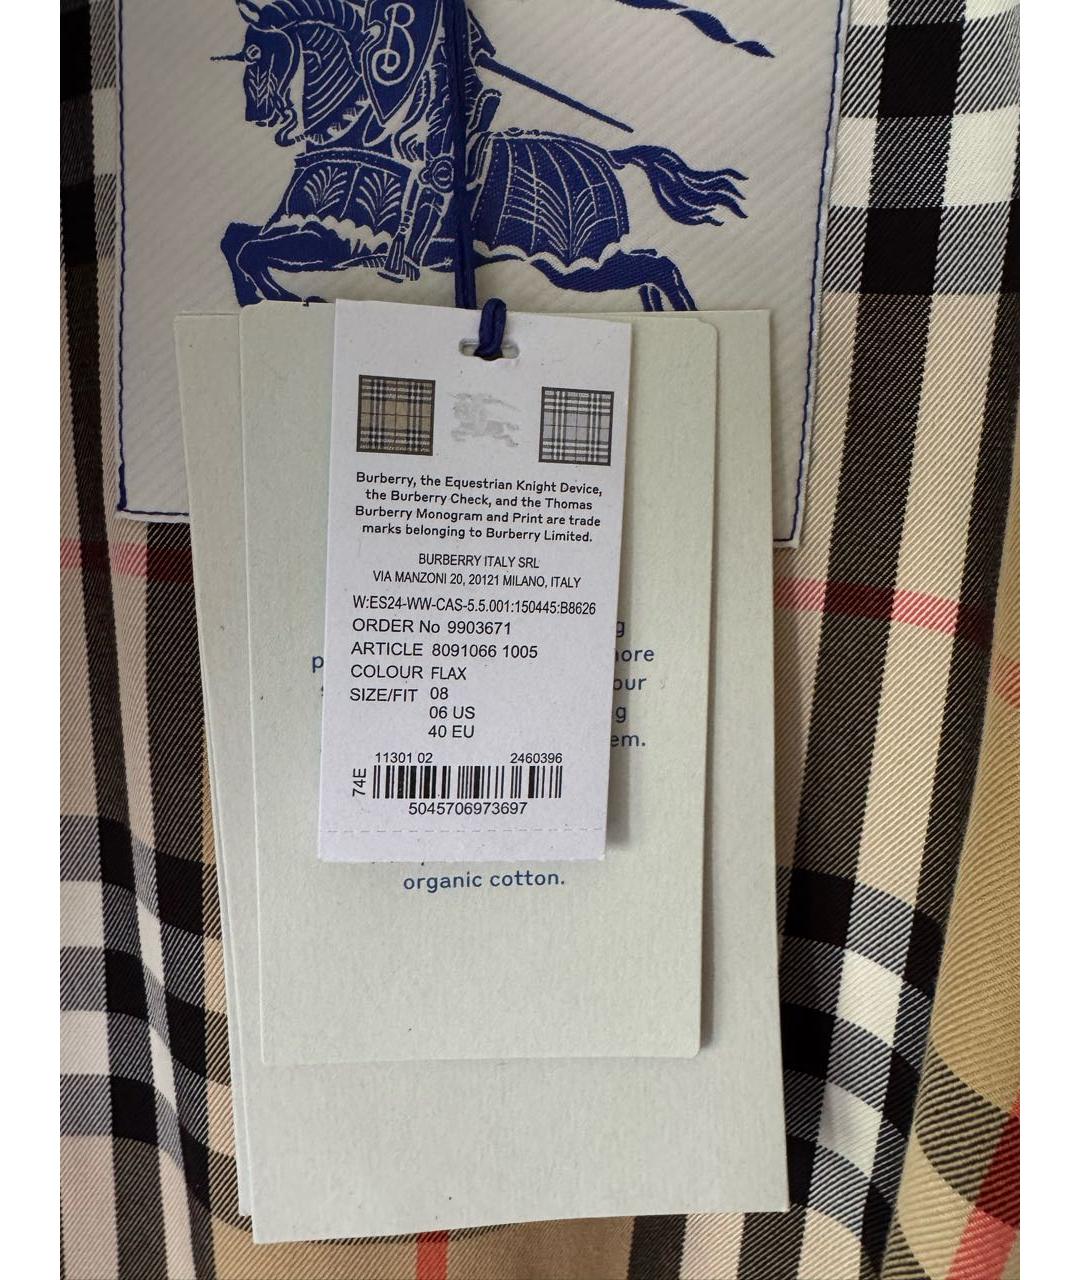 B
Burberry, the Equestrian Knight Device,
the Burberry Check, and the Thomas
Burberry Monogram and Print are trade
marks belonging to Burberry Limited.
BURBERRY ITALY SRL
VIA MANZONI 20, 20121 MILANO, ITALY
W:ES24-WW-CAS-5.5.001:150445:B8626
ORDER No 9903671
ARTICLE 8091066 1005
COLOUR FLAX
SIZE/FIT 08
06 US
40 EU
11301 02 2460396
74E
5045706973697
organic cotton.